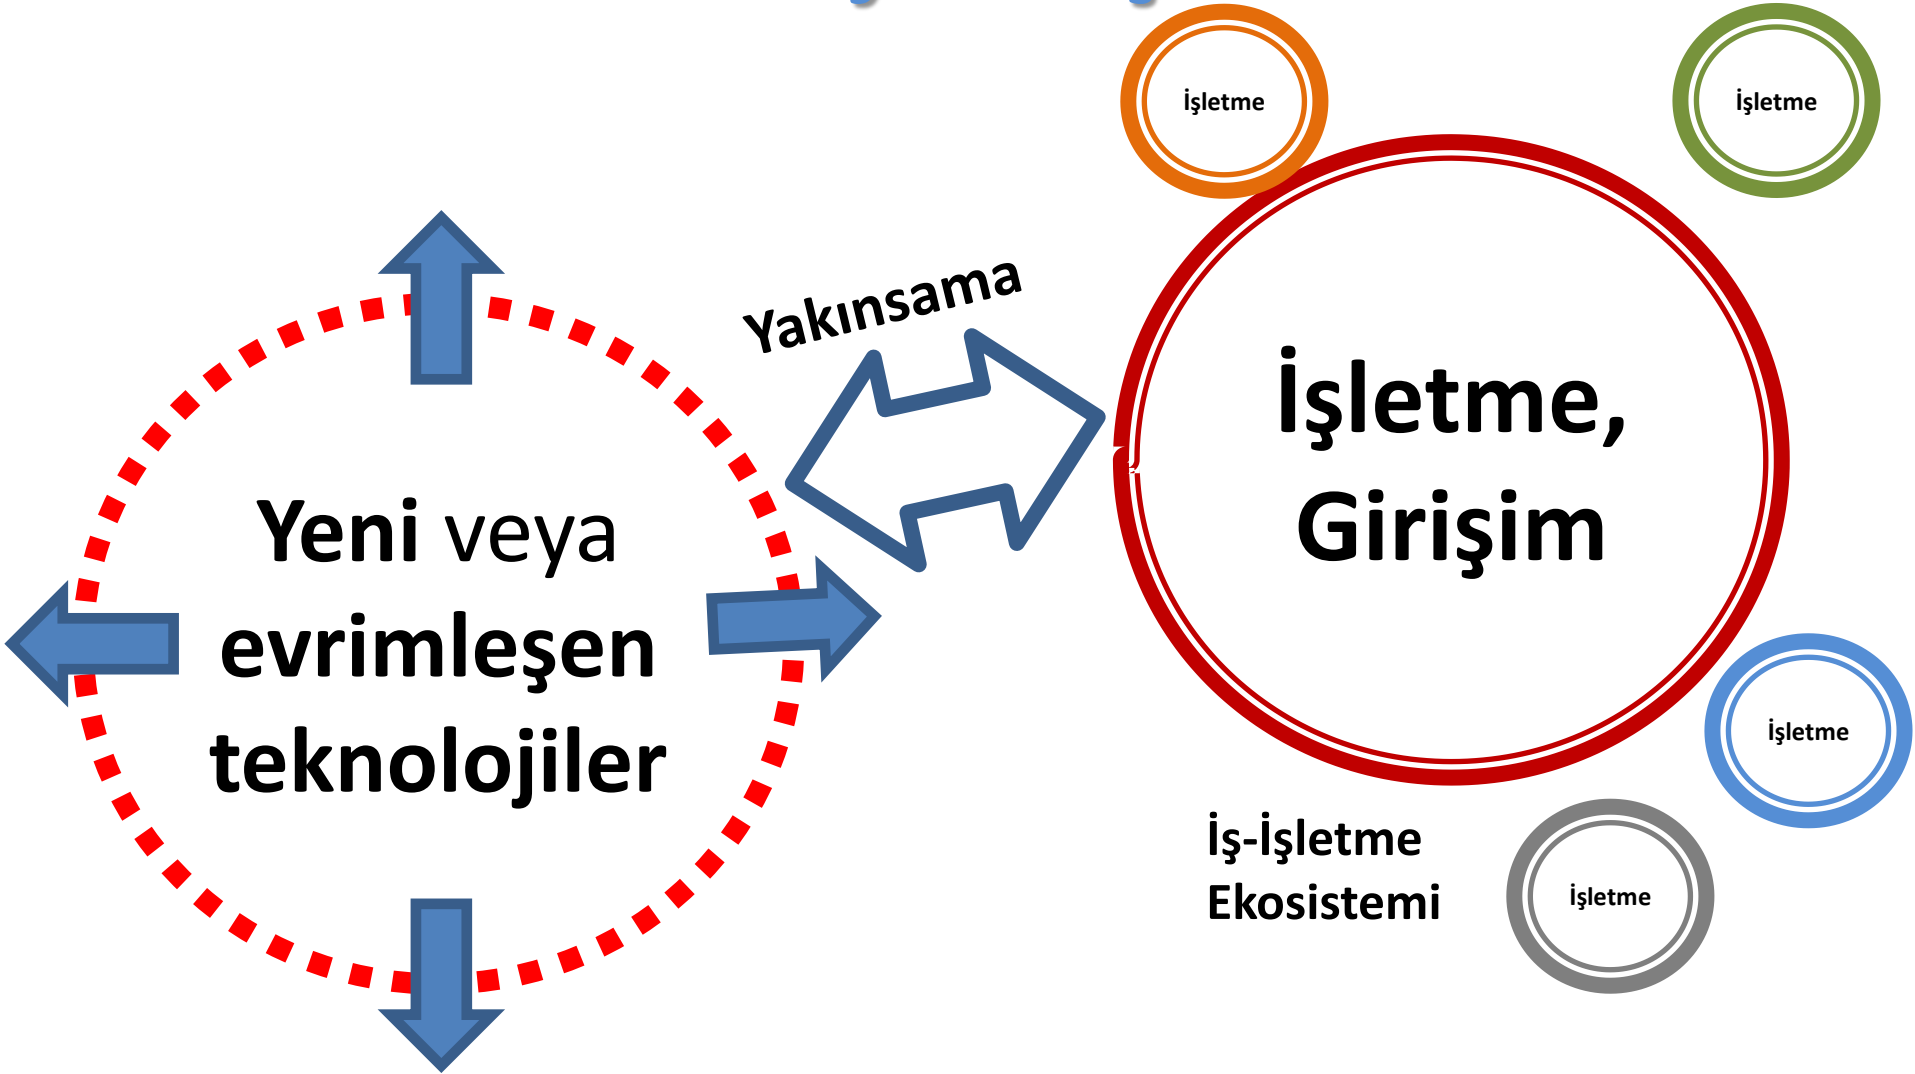 İşletme
İşletme
Yakınsama
İşletme,
Girişim
Yeni veya
evrimleşen
teknolojiler
İşletme
İş-İşletme
Ekosistemi
İşletme